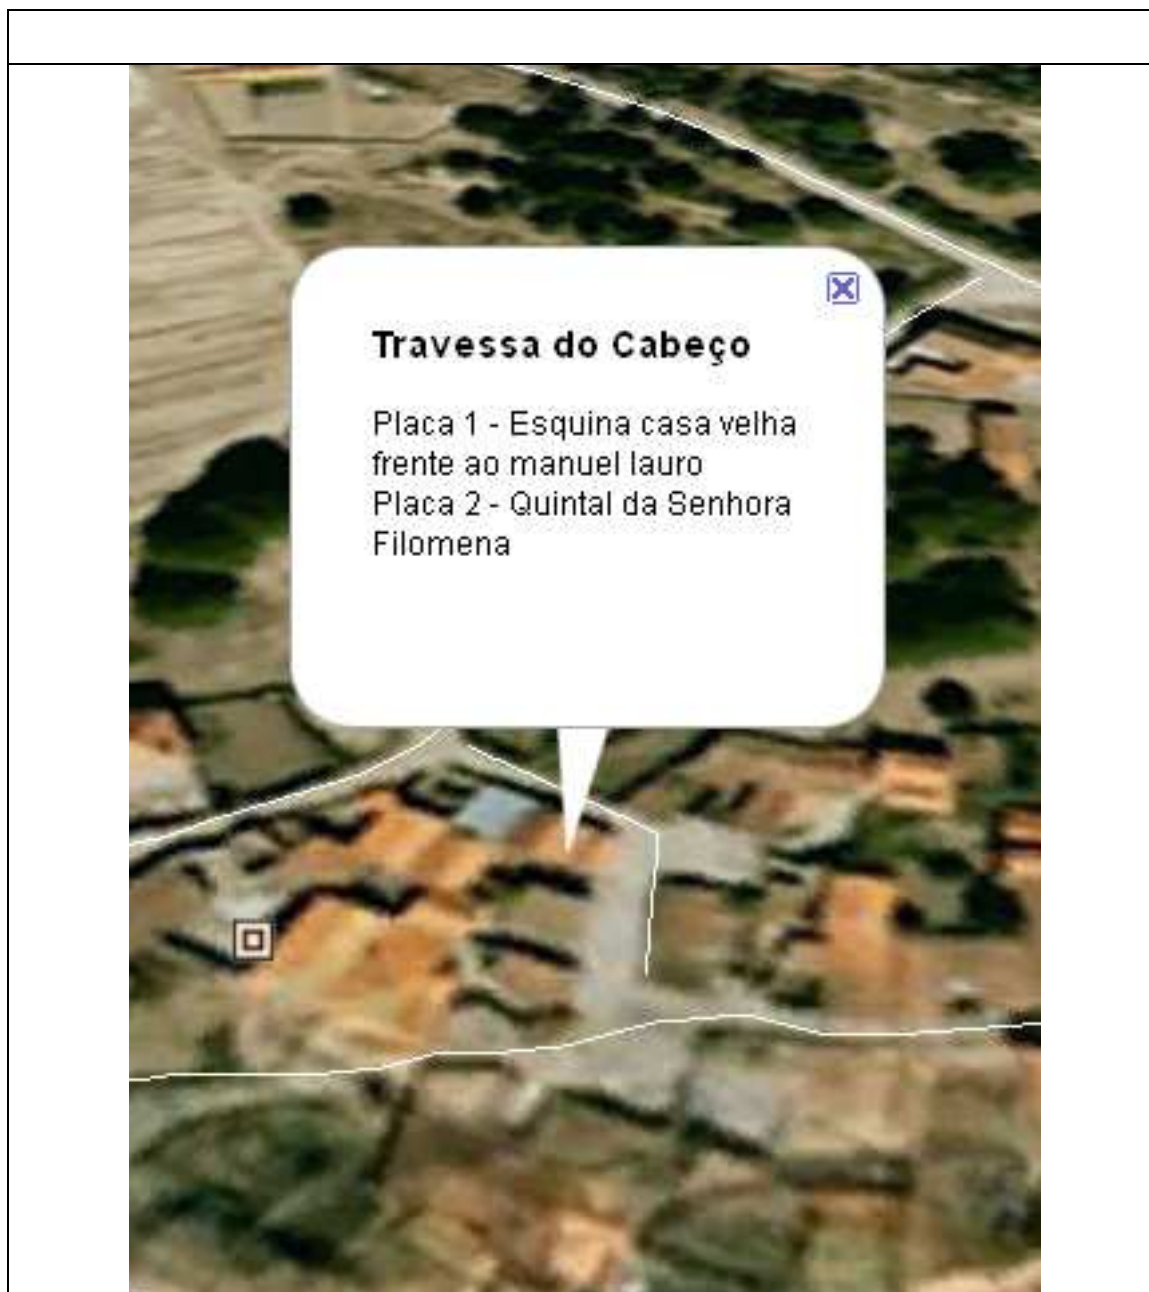 Travessa do Cabeço
Placa 1 - Esquina casa velha
frente ao manuel lauro
Placa 2 - Quintal da Senhora
Filomena